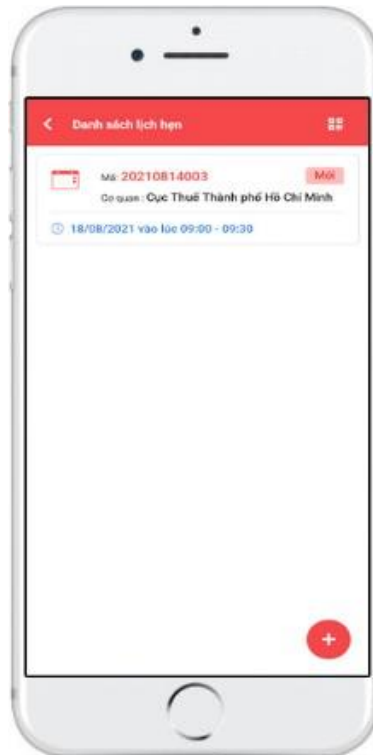 Danh sách lịch hẹn
Mã: 20210814003
Mới
Cơ quan : Cục Thuế Thành phố Hồ Chí Minh
18/08/2021 vào lúc 09:00 - 09:30